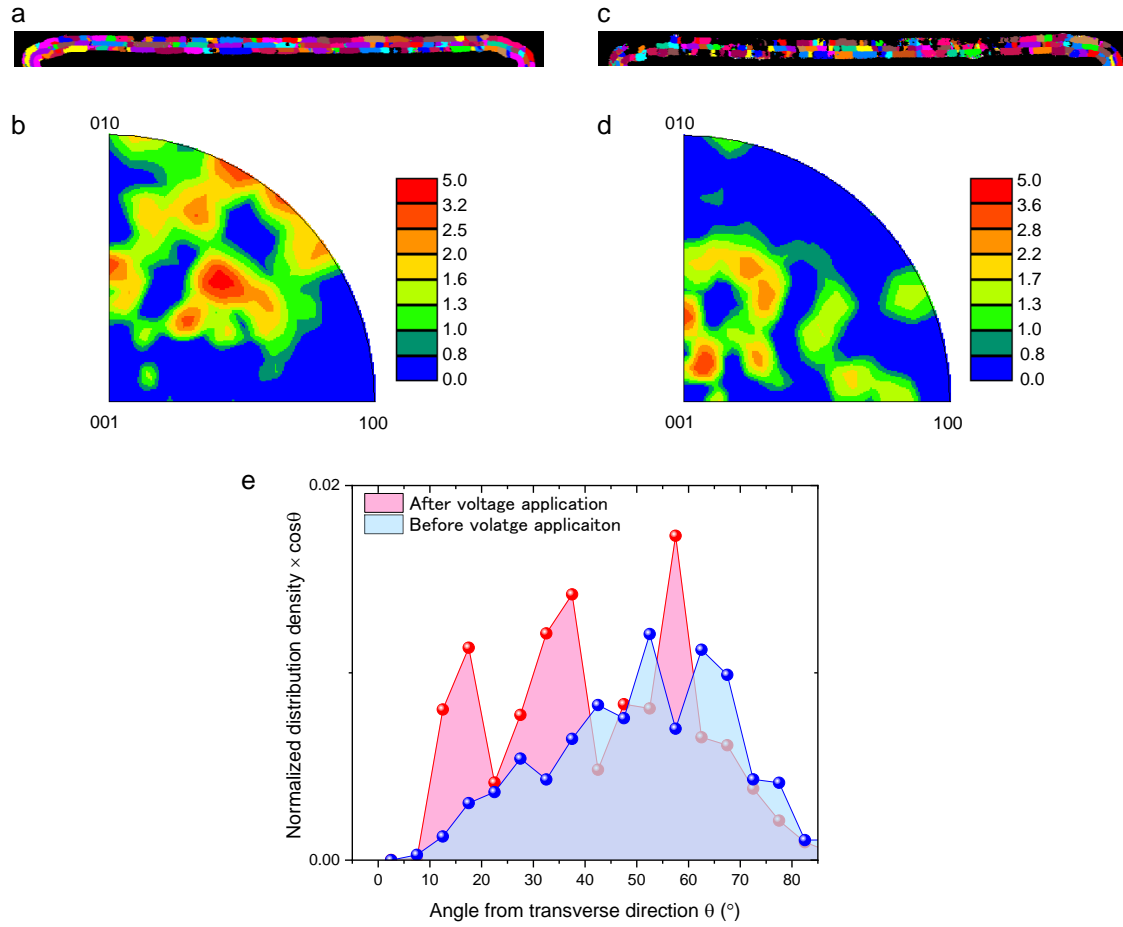 a
c
b
d
010
5.0
3.2
2.5
2.0
1.6
1.3
1.0
0.8
0.0
001
100
010
5.0
3.6
2.8
2.2
1.7
1.3
1.0
0.8
0.0
001
100
e
0.02
After voltage application
Before volatge applicaiton
Normalized distribution density × cosθ
0.00
0 10 20 30 40 50 60 70 80
Angle from transverse direction θ (°)